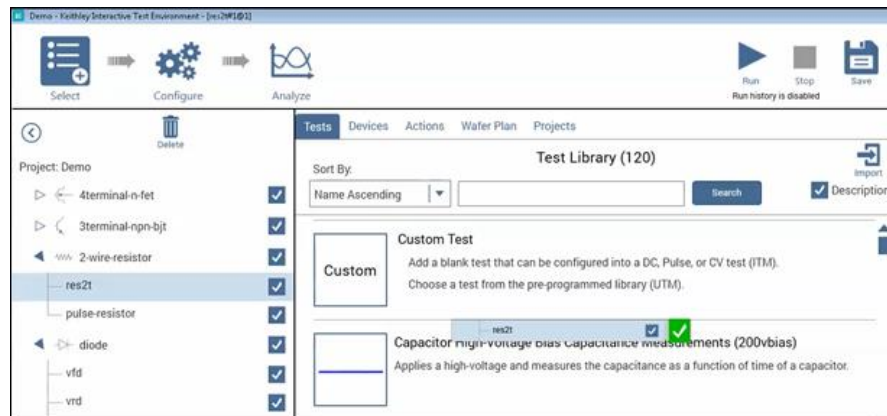 Demo - Keithley Interactive Test Environment - [res2t#1@1]
Select
Configure
Analyze
Run
Stop
Save
Run history is disabled
Delete
Project: Demo
4terminal-n-fet
3terminal-npn-bjt
2-wire-resistor
res2t
pulse-resistor
diode
vfd
vrd
Tests Devices Actions Wafer Plan Projects
Test Library (120)
Import
Sort By:
Name Ascending
Search
Description
Custom
Custom Test
Add a blank test that can be configured into a DC, Pulse, or CV test (ITM).
Choose a test from the pre-programmed library (UTM).
res2t
Capacitor High-Voltage Bias Capacitance Measurements (200vbias)
Applies a high-voltage and measures the capacitance as a function of time of a capacitor.